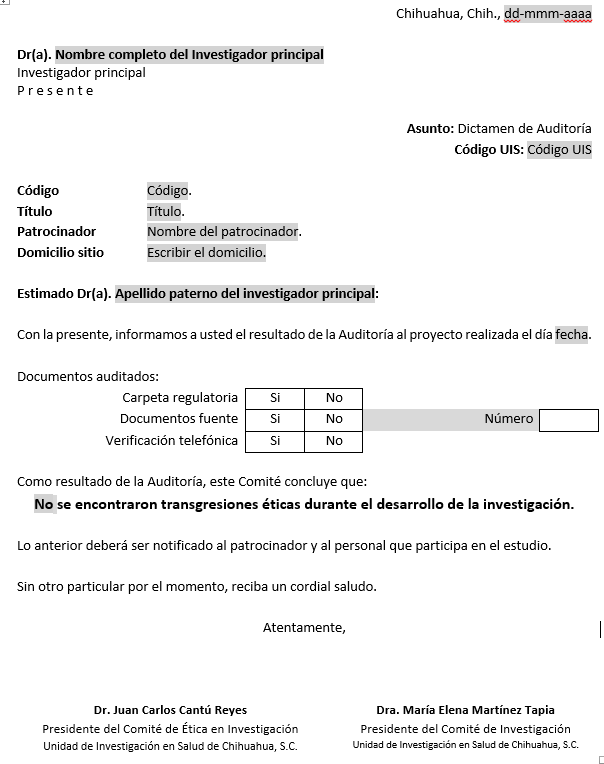 Chihuahua, Chih., dd-mmm-aaaa
Dr(a). Nombre completo del Investigador principal
Investigador principal
P r e s e n t e
Asunto: Dictamen de Auditoría
Código UIS: Código UIS
Código Código.
Título Título.
Patrocinador Nombre del patrocinador.
Domicilio sitio Escribir el domicilio.
Estimado Dr(a). Apellido paterno del investigador principal:
Con la presente, informamos a usted el resultado de la Auditoría al proyecto realizada el día fecha.
Documentos auditados:
Carpeta regulatoria Si No
Documentos fuente Si No Número
Verificación telefónica Si No
Como resultado de la Auditoría, este Comité concluye que:
No se encontraron transgresiones éticas durante el desarrollo de la investigación.
Lo anterior deberá ser notificado al patrocinador y al personal que participa en el estudio.
Sin otro particular por el momento, reciba un cordial saludo.
Atentamente,
Dr. Juan Carlos Cantú Reyes Dra. María Elena Martínez Tapia
Presidente del Comité de Ética en Investigación Presidente del Comité de Investigación
Unidad de Investigación en Salud de Chihuahua, S.C. Unidad de Investigación en Salud de Chihuahua, S.C.